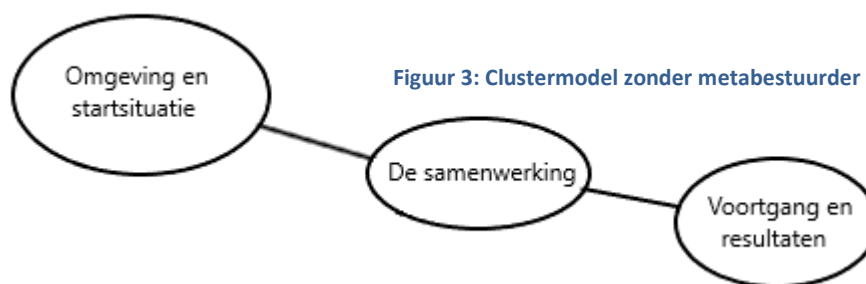 Omgeving en
startsituatie
Figuur 3: Clustermodel zonder metabestuurder
De samenwerking
Voortgang en
resultaten